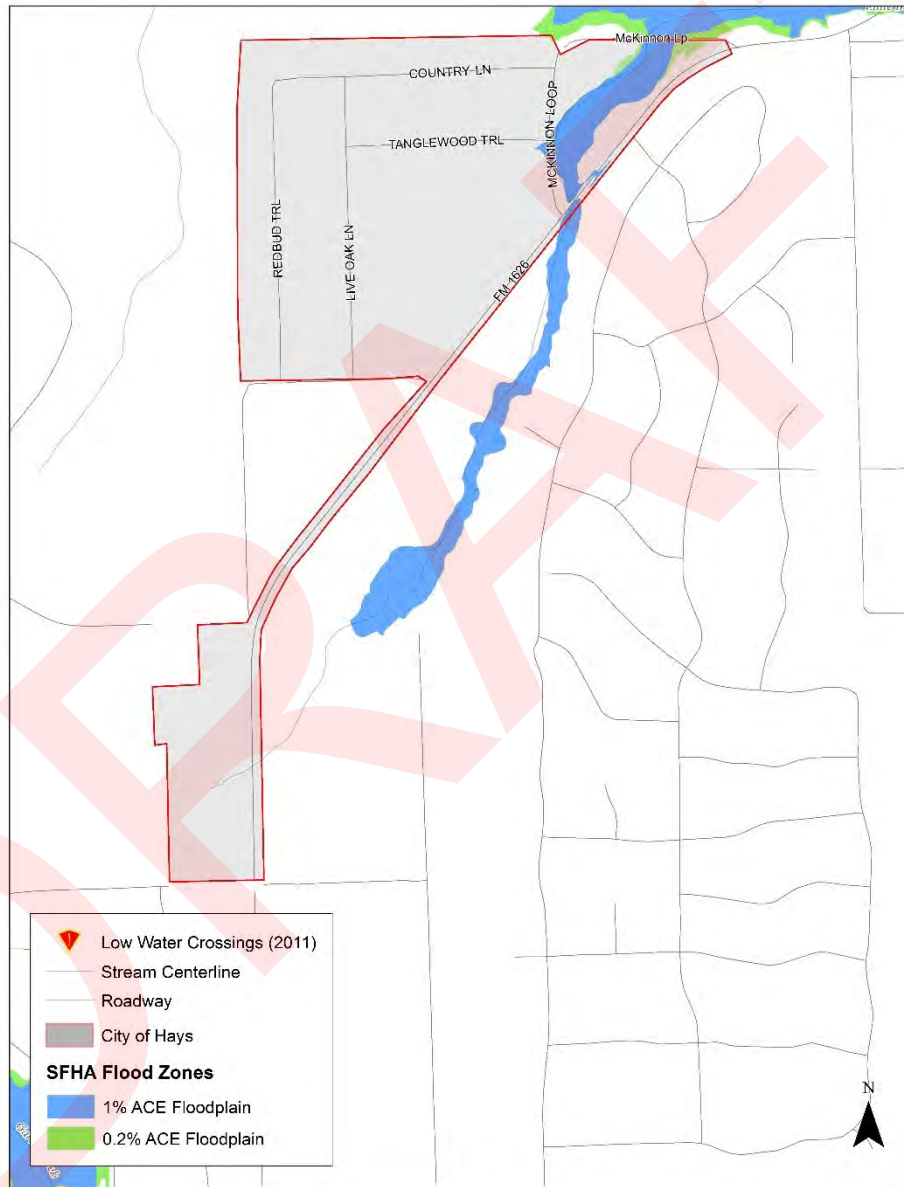 McKinnon Lp
COUNTRY LN
TANGLEWOOD TRL
MCKINNON LOOP
REDBUD TRL
LIVE OAK LN
FM 1626
DRAFT
Low Water Crossings (2011)
Stream Centerline
Roadway
City of Hays
SFHA Flood Zones
1% ACE Floodplain
0.2% ACE Floodplain
N